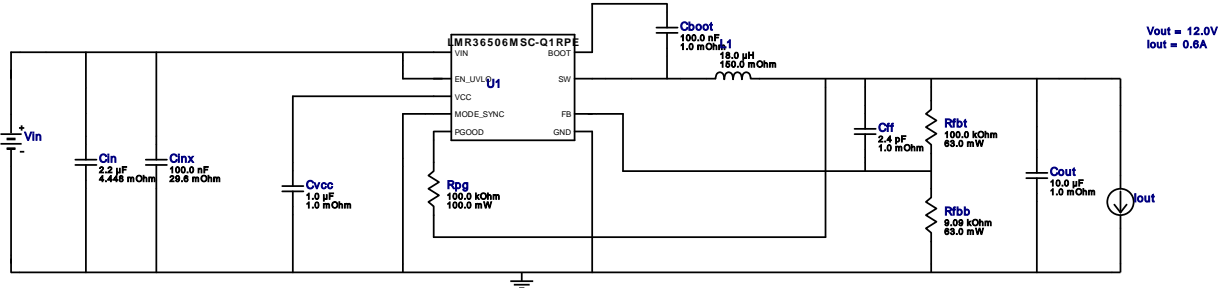 LMR36506MSC-Q1RPE
VIN
BOOT
EN_UVLO
SW
U1
VCC
MODE_SYNC
FB
PGOOD
GND
Cboot
100.0 nF
1.0 mOhm
L1
18.0 µH
150.0 mOhm
Vout = 12.0V
Iout = 0.6A
+
Vin
-
Cin
2.2 µF
4.448 mOhm
Cinx
100.0 nF
29.6 mOhm
Cvcc
1.0 µF
1.0 mOhm
Rpg
100.0 kOhm
100.0 mW
Cff
2.4 pF
1.0 mOhm
Rfbt
100.0 kOhm
63.0 mW
Rfbb
9.09 kOhm
63.0 mW
Cout
10.0 µF
1.0 mOhm
Iout